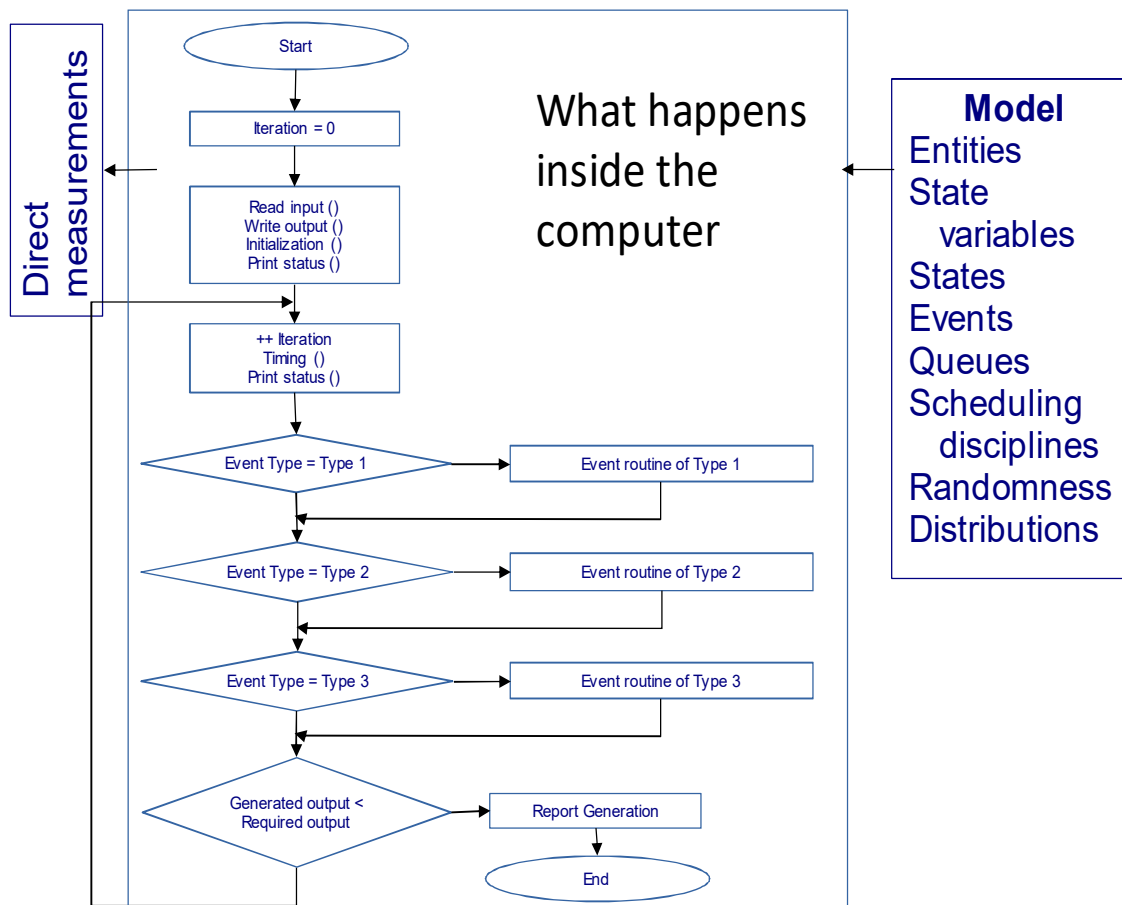 Direct
measurements
Start
Iteration = 0
Read input ()
Write output ()
Initialization ()
Print status ()
++ Iteration
Timing ()
Print status ()
Event Type = Type 1
Event routine of Type 1
Event Type = Type 2
Event routine of Type 2
Event Type = Type 3
Event routine of Type 3
Generated output <
Required output
Report Generation
End
What happens
inside the
computer
Model
Entities
State
variables
States
Events
Queues
Scheduling
disciplines
Randomness
Distributions